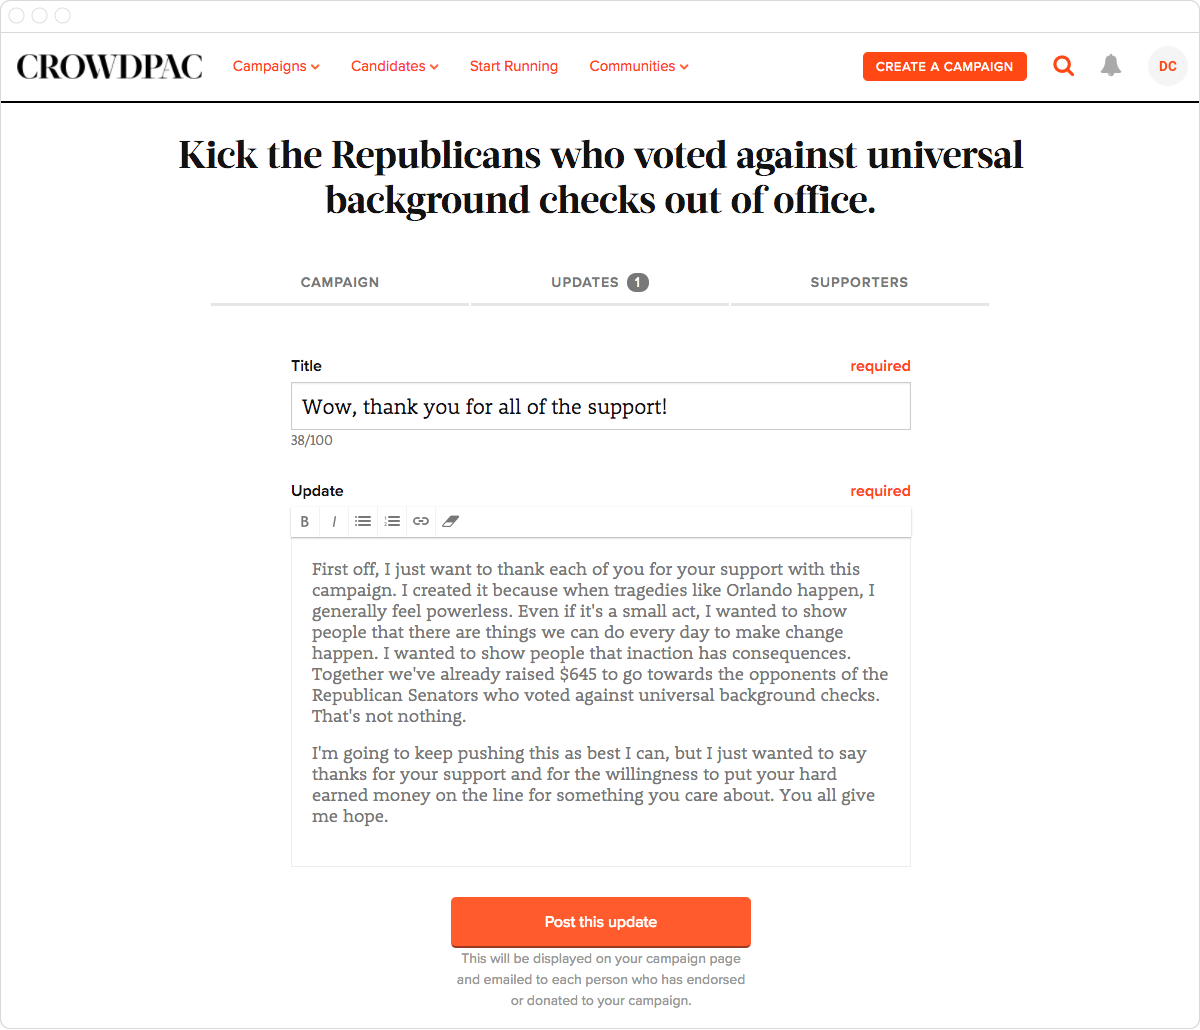 CROWDPAC Campaigns Candidates Start Running Communities CREATE A CAMPAIGN DC
Kick the Republicans who voted against universal
background checks out of office.
CAMPAIGN UPDATES 1 SUPPORTERS
Title required
Wow, thank you for all of the support!
38/100
Update required
B I
First off, I just want to thank each of you for your support with this
campaign. I created it because when tragedies like Orlando happen, I
generally feel powerless. Even if it's a small act, I wanted to show
people that there are things we can do every day to make change
happen. I wanted to show people that inaction has consequences.
Together we've already raised $645 to go towards the opponents of the
Republican Senators who voted against universal background checks.
That's not nothing.
I'm going to keep pushing this as best I can, but I just wanted to say
thanks for your support and for the willingness to put your hard
earned money on the line for something you care about. You all give
me hope.
Post this update
This will be displayed on your campaign page
and emailed to each person who has endorsed
or donated to your campaign.